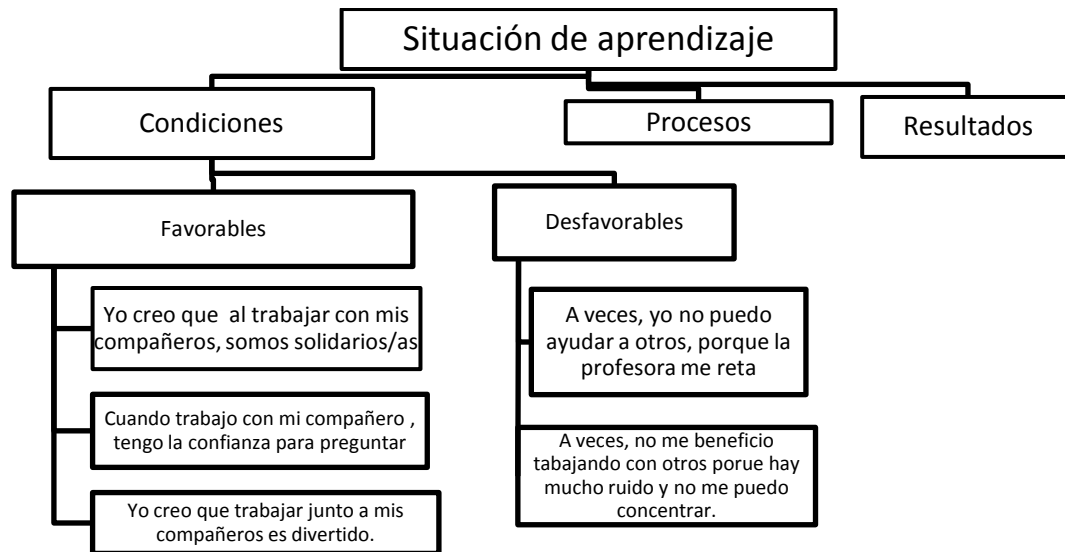 Situación de aprendizaje
Condiciones
Procesos
Resultados
Favorables
Desfavorables
Yo creo que al trabajar con mis
compañeros, somos solidarios/as
Cuando trabajo con mi compañero ,
tengo la confianza para preguntar
Yo creo que trabajar junto a mis
compañeros es divertido.
A veces, yo no puedo
ayudar a otros, porque la
profesora me reta
A veces, no me beneficio
tabajando con otros porue hay
mucho ruido y no me puedo
concentrar.